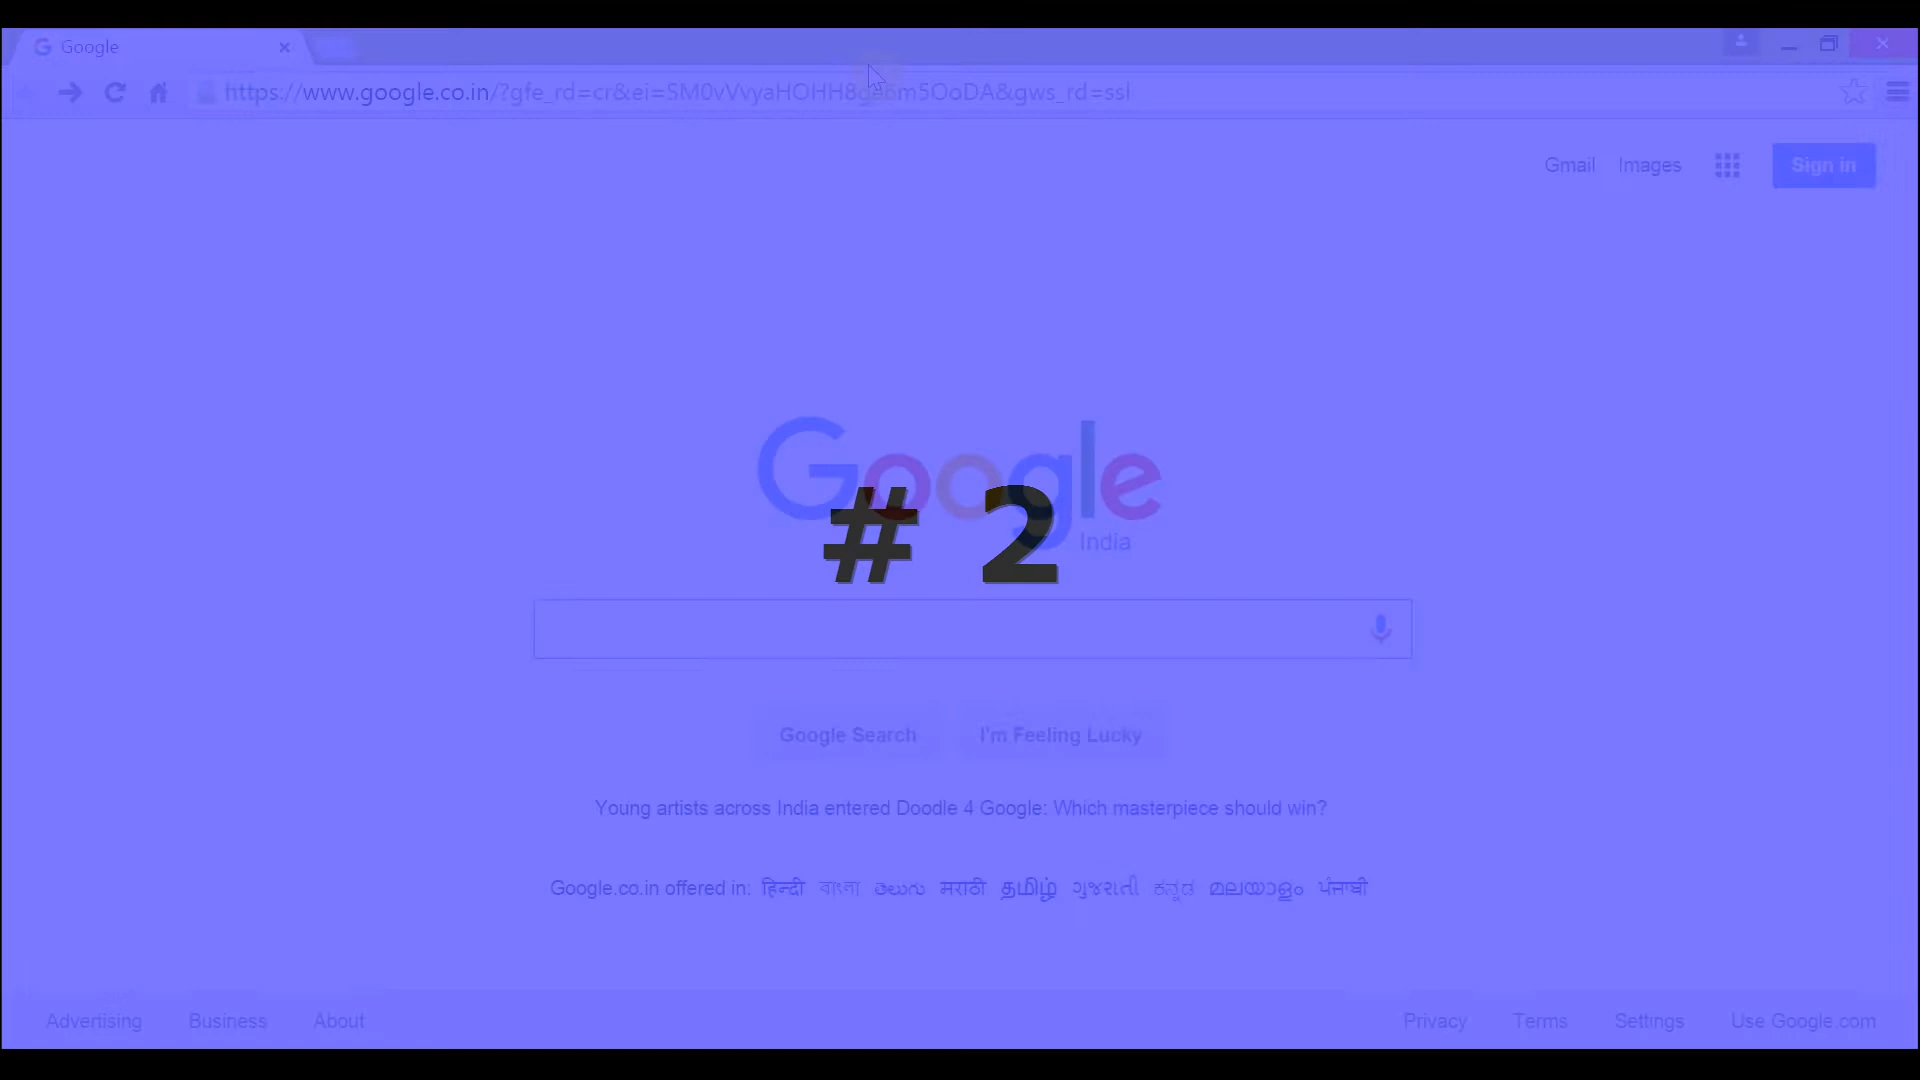 Google
https://www.google.co.in/?gfe_rd=cr&ei=SM0vVvyaHOHH8ge6m5OoDA&gws_rd=ssl
Gmail Images Sign in
Google
India
# 2
Google Search I'm Feeling Lucky
Young artists across India entered Doodle 4 Google: Which masterpiece should win?
Google.co.in offered in: हिन्दी বাংলা తెలుగు मराठी தமிழ் ગુજરાતી ಕನ್ನಡ മലയാളം ਪੰਜਾਬੀ
Advertising Business About Privacy Terms Settings Use Google.com